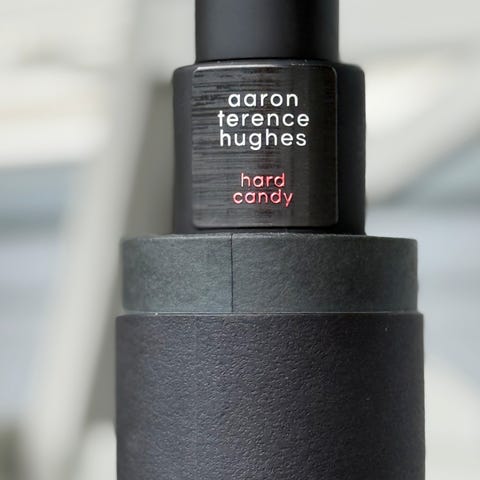 aaron
terence
hughes
hard
candy